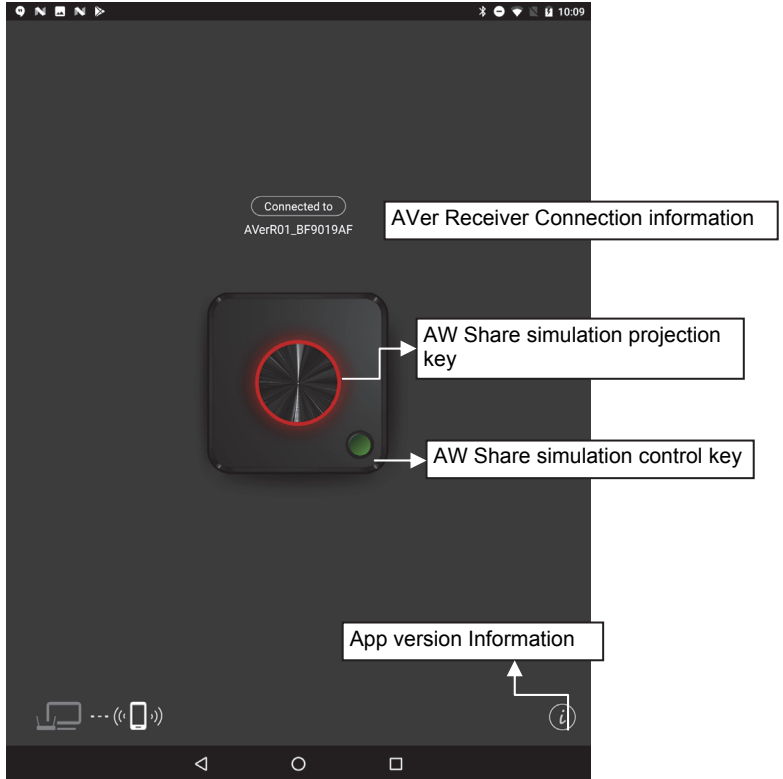 10:09
Connected to
AVerR01_BF9019AF
AVer Receiver Connection information
AW Share simulation projection
key
AW Share simulation control key
App version Information
i